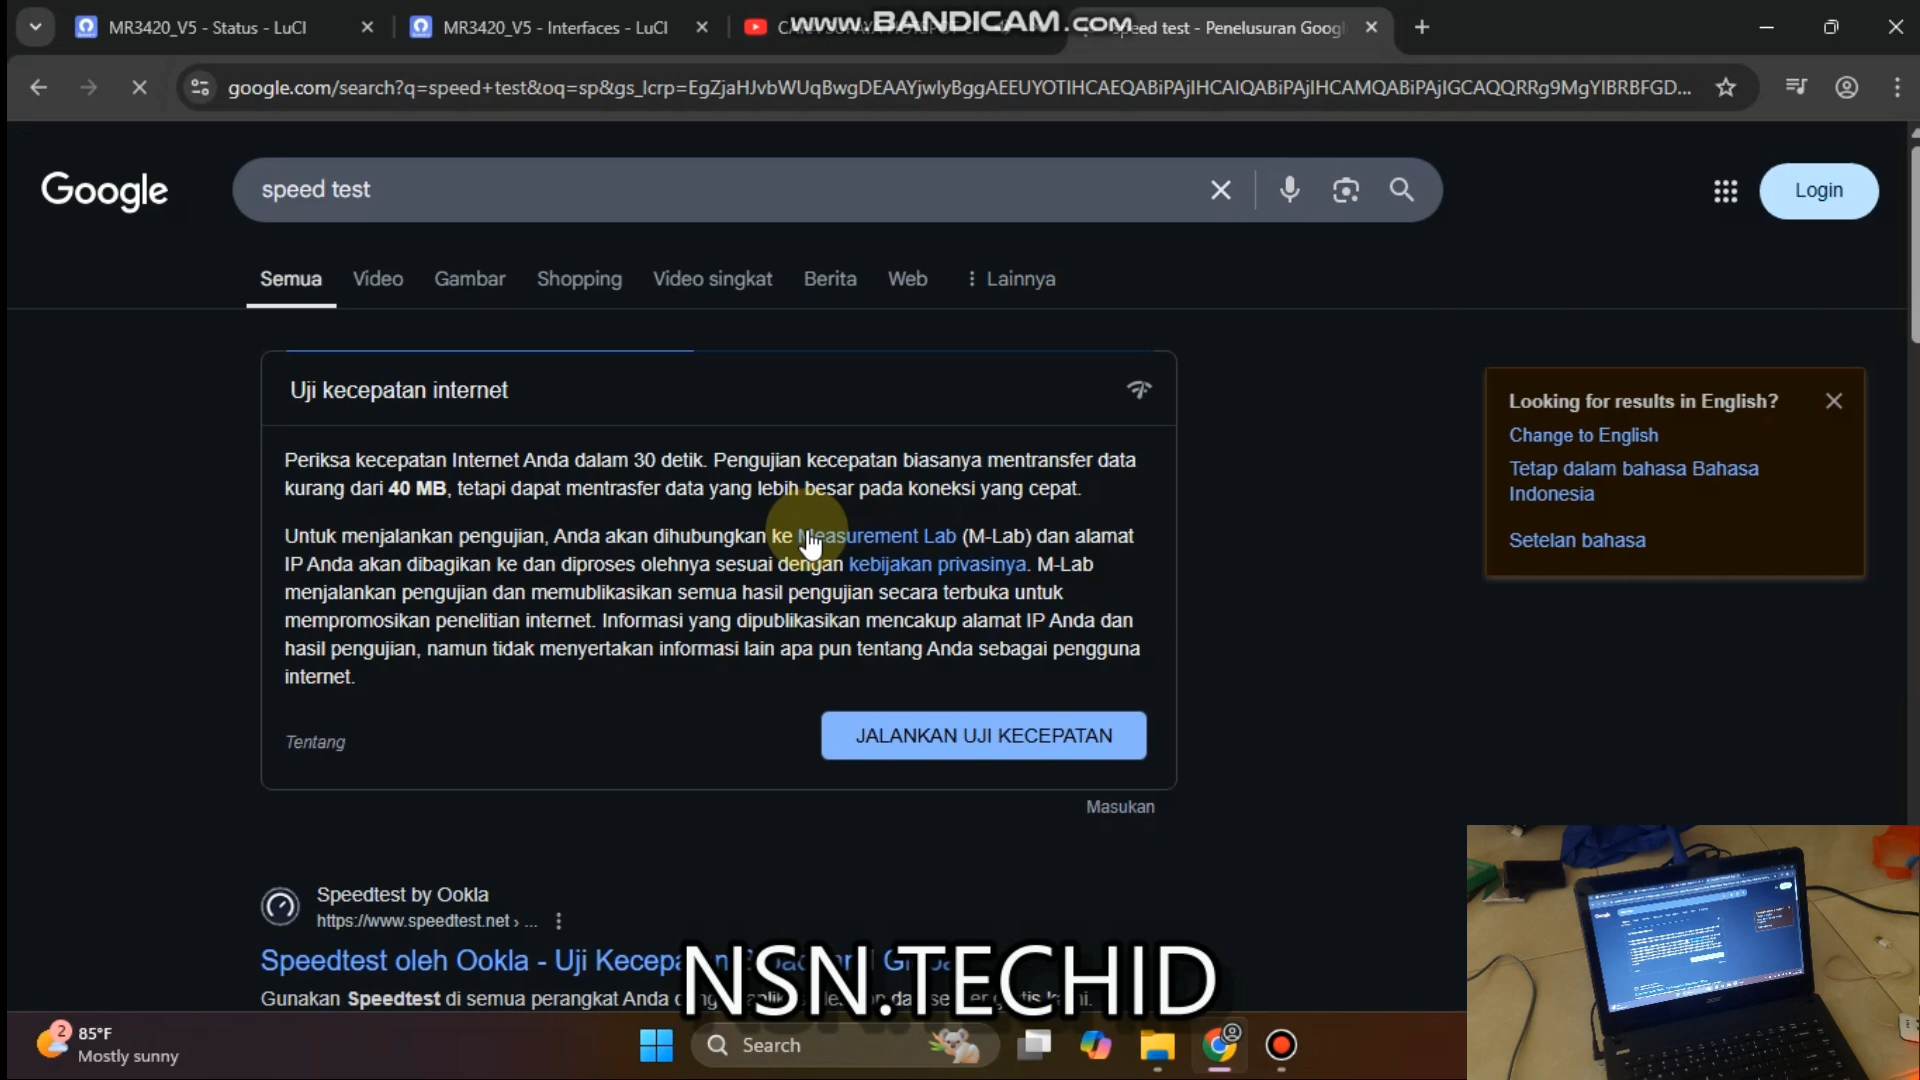 MR3420_V5 - Status - LuCI
MR3420_V5 - Interfaces - LuCI
speed test - Penelusuran Goog
www.BANDICAM.com
google.com/search?q=speed+test&oq=sp&gs_lcrp=EgZjaHJvbWUqBwgDEAAYjwIyBggAEEUYOTIHCAEQABiPAjIHCAIQABiPAjIHCAMQABiPAjIGCAQQRRg9MgYIBRBFGD...
Google
speed test
Login
Semua Video Gambar Shopping Video singkat Berita Web Lainnya
Uji kecepatan internet
Periksa kecepatan Internet Anda dalam 30 detik. Pengujian kecepatan biasanya mentransfer data
kurang dari 40 MB, tetapi dapat mentrasfer data yang lebih besar pada koneksi yang cepat.
Untuk menjalankan pengujian, Anda akan dihubungkan ke Measurement Lab (M-Lab) dan alamat
IP Anda akan dibagikan ke dan diproses olehnya sesuai dengan kebijakan privasinya. M-Lab
menjalankan pengujian dan memublikasikan semua hasil pengujian secara terbuka untuk
mempromosikan penelitian internet. Informasi yang dipublikasikan mencakup alamat IP Anda dan
hasil pengujian, namun tidak menyertakan informasi lain apa pun tentang Anda sebagai pengguna
internet.
Tentang
JALANKAN UJI KECEPATAN
Masukan
Looking for results in English?
Change to English
Tetap dalam bahasa Bahasa
Indonesia
Setelan bahasa
Speedtest by Ookla
https://www.speedtest.net › ...
Speedtest oleh Ookla - Uji
Gunakan Speedtest di semua perangkat Anda
NSN.TECHID
2
85°F
Mostly sunny
Search